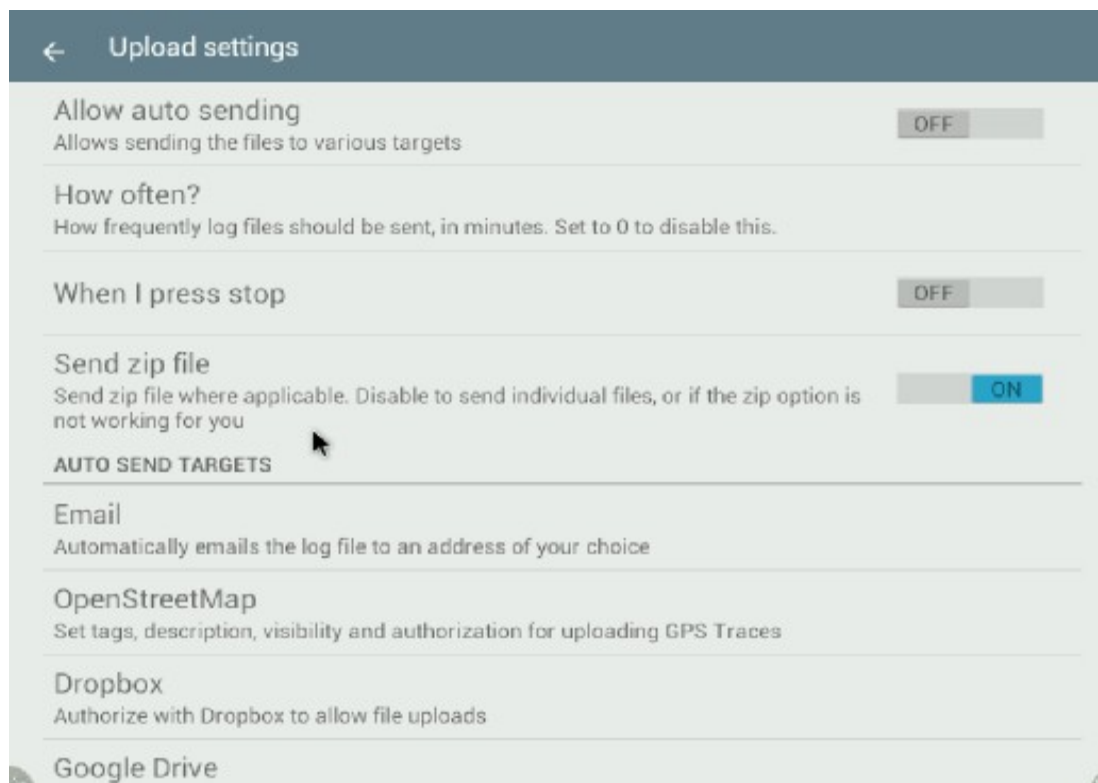 Upload settings
Allow auto sending
OFF
Allows sending the files to various targets
How often?
How frequently log files should be sent, in minutes. Set to 0 to disable this.
When I press stop
OFF
Send zip file
Send zip file where applicable. Disable to send individual files, or if the zip option is
ON
not working for you
AUTO SEND TARGETS
Email
Automatically emails the log file to an address of your choice
OpenStreetMap
Set tags, description, visibility and authorization for uploading GPS Traces
Dropbox
Authorize with Dropbox to allow file uploads
Google Drive